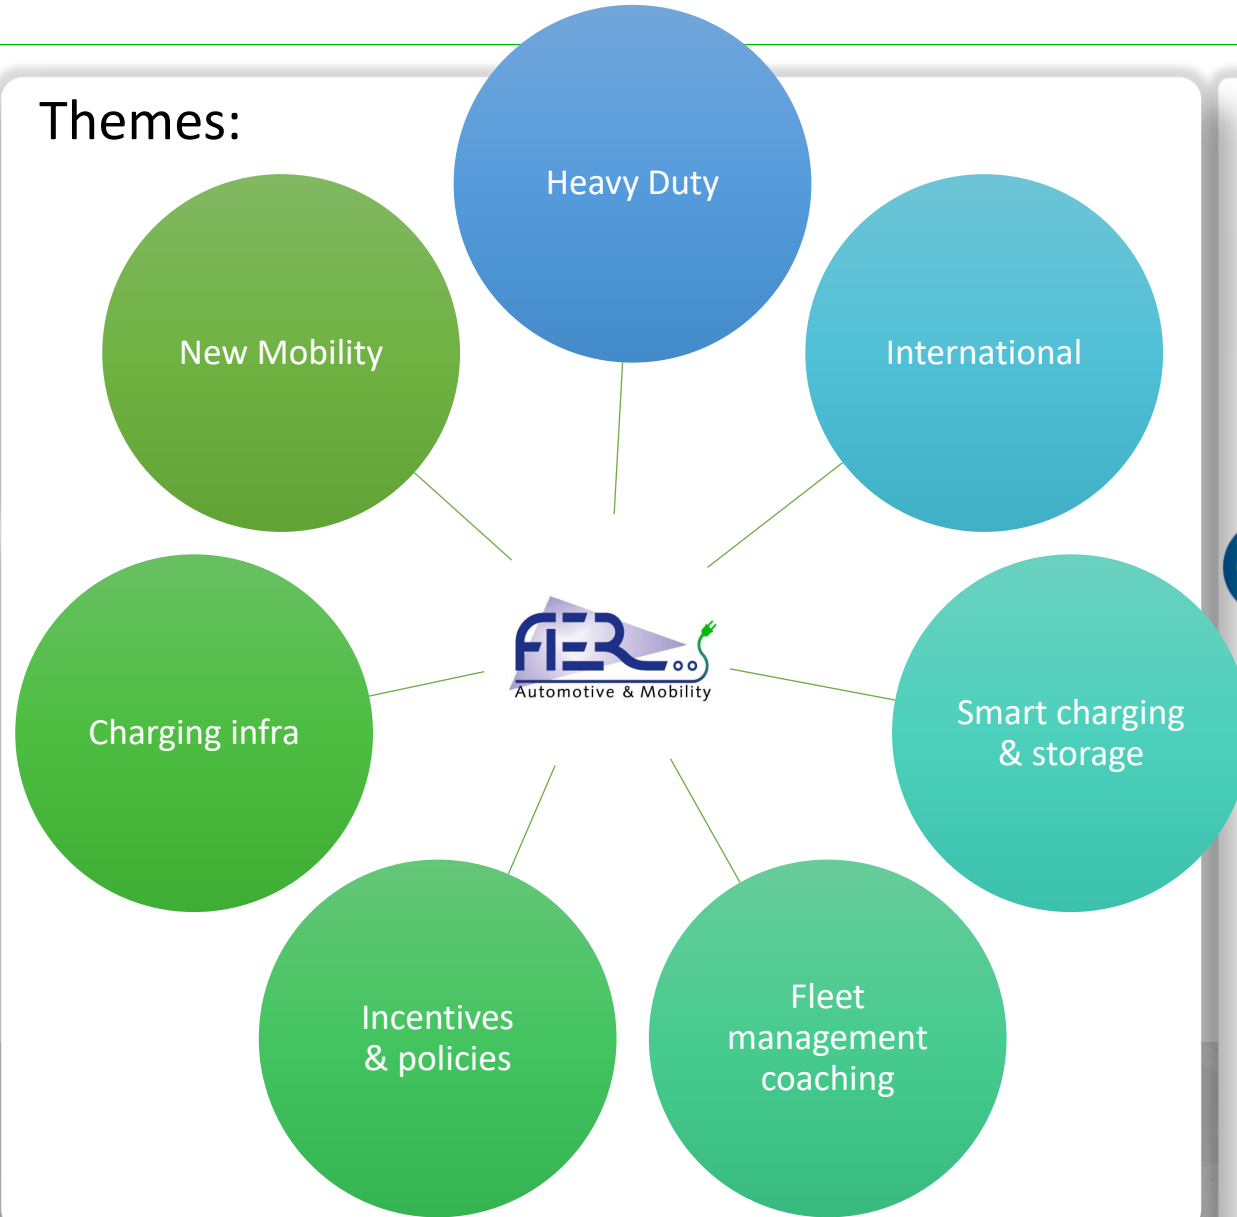 Themes:
Heavy Duty
New Mobility
International
FIER
Automotive & Mobility
Charging infra
Smart charging
& storage
Incentives
& policies
Fleet
management
coaching